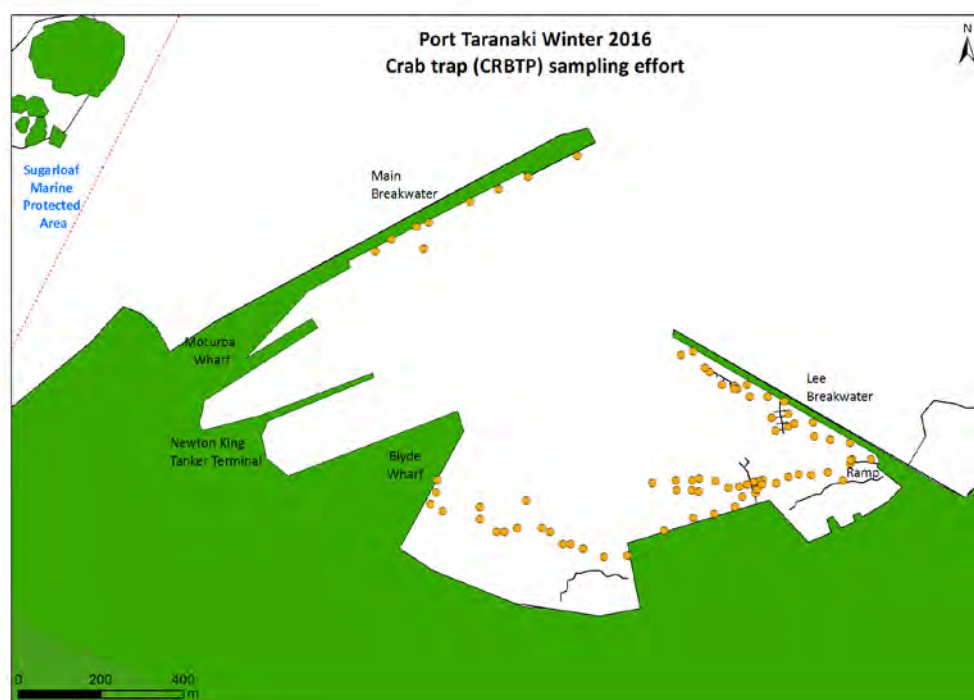 Port Taranaki Winter 2016
Crab trap (CRBTP) sampling effort
N
Main
Breakwater
Sugarloaf
Marine
Protected
Area
Moturoa
Wharf
Lee
Breakwater
Newton King
Tanker Terminal
Blyde
Wharf
Ramp
0 200 400
m